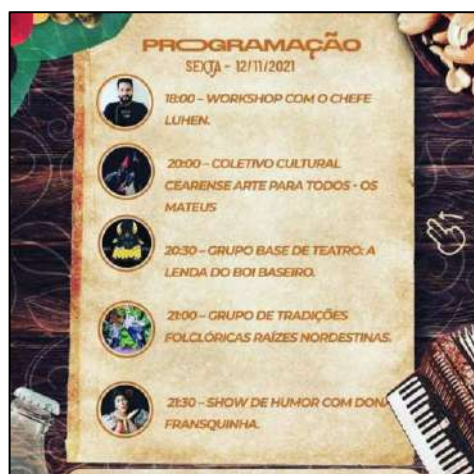 PROGRAMAÇÃO
SEXTA - 12/11/2021
18:00 - WORKSHOP COM O CHEFE
LUHEN.
20:00 - COLETIVO CULTURAL
CEARENSE ARTE PARA TODOS - OS
MATEUS
20:30 - GRUPO BASE DE TEATRO: A
LENDA DO BOI BASEIRO.
21:00 - GRUPO DE TRADIÇÕES
FOLCLÓRICAS RAÍZES NORDESTINAS.
21:30 - SHOW DE HUMOR COM DONA
FRANSQUINHA.